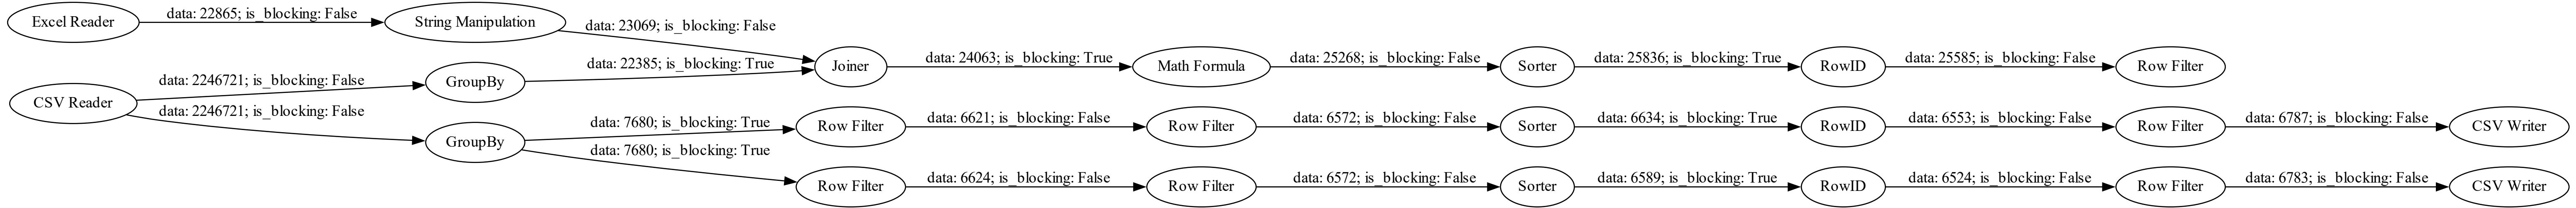 Excel Reader
data: 22865; is_blocking: False
String Manipulation
data: 23069; is_blocking: False
CSV Reader
data: 2246721; is_blocking: False
GroupBy
data: 22385; is_blocking: True
Joiner
data: 24063; is_blocking: True
Math Formula
data: 25268; is_blocking: False
Sorter
data: 25836; is_blocking: True
RowID
data: 25585; is_blocking: False
Row Filter
data: 2246721; is_blocking: False
GroupBy
data: 7680; is_blocking: True
Row Filter
data: 6621; is_blocking: False
Row Filter
data: 6572; is_blocking: False
Sorter
data: 6634; is_blocking: True
RowID
data: 6553; is_blocking: False
Row Filter
data: 6787; is_blocking: False
CSV Writer
data: 7680; is_blocking: True
Row Filter
data: 6624; is_blocking: False
Row Filter
data: 6572; is_blocking: False
Sorter
data: 6589; is_blocking: True
RowID
data: 6524; is_blocking: False
Row Filter
data: 6783; is_blocking: False
CSV Writer